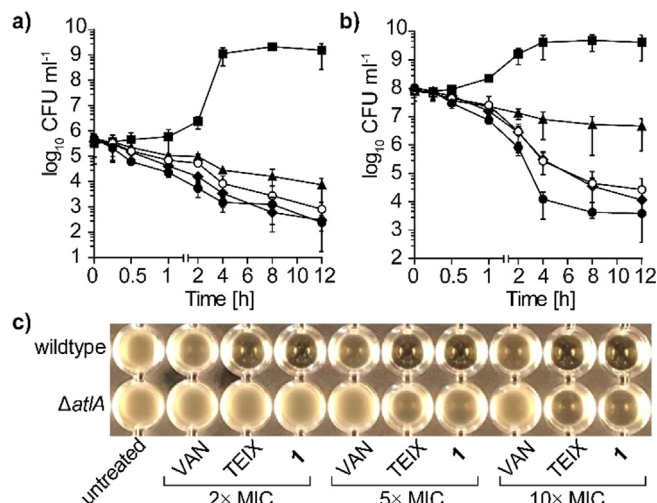 a)
log₁₀ CFU ml⁻¹
10
9
8
7
6
5
4
3
2
1
0 0.5 1 2 4 6 8 10 12
Time [h]
b)
log₁₀ CFU ml⁻¹
10
9
8
7
6
5
4
3
2
0 0.5 1 2 4 6 8 10 12
Time [h]
c)
wildtype
ΔatlA
untreated VAN TEIX 1 VAN TEIX 1 VAN TEIX 1
2× MIC 5× MIC 10× MIC